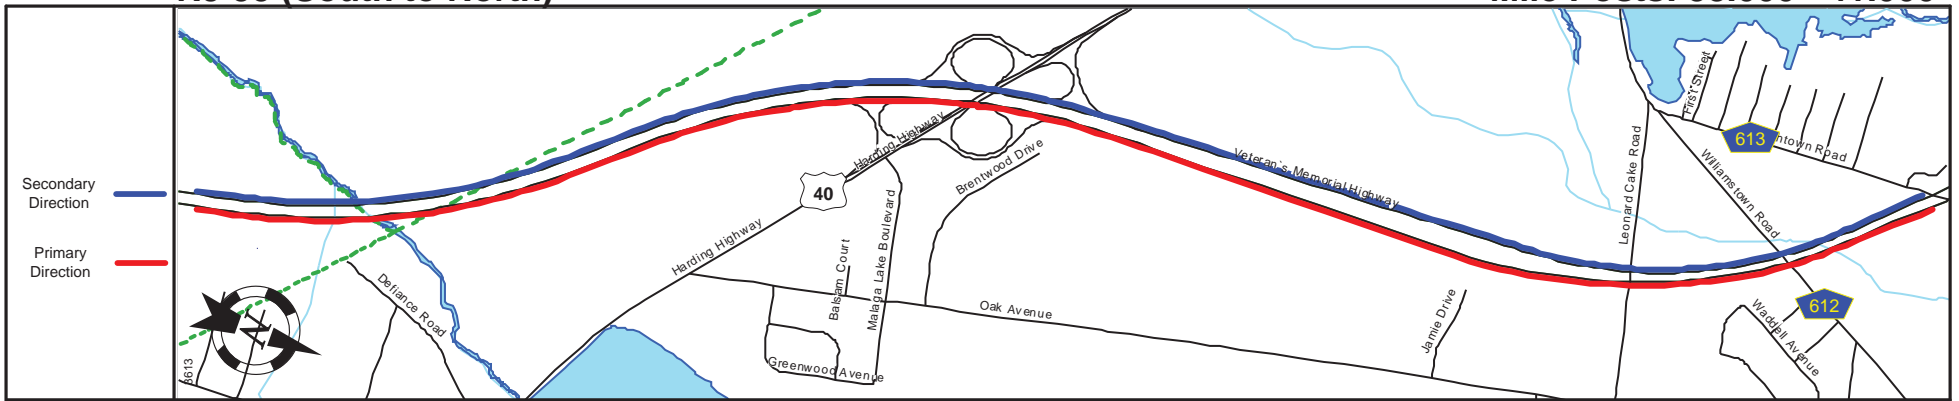 Secondary
Direction
Primary
Direction
N
Defiance Road
Harding Highway
40
Harding Highway
Brentwood Drive
Balsam Court
Malaga Lake Boulevard
Greenwood Avenue
Oak Avenue
Veteran`s Memorial Highway
Jamie Drive
Leonard Cake Road
First Street
613
ntown Road
Williamstown Road
612
Waddell Avenue